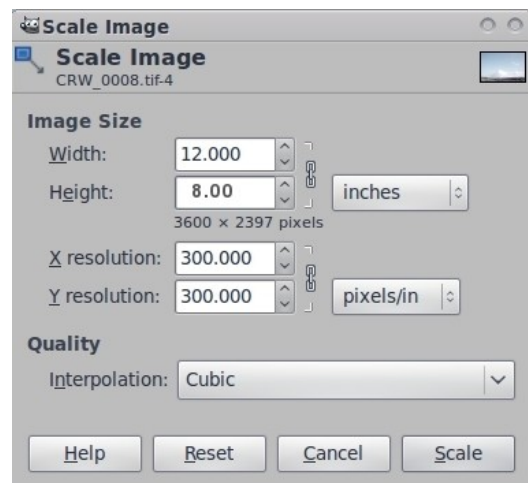 Scale Image
Scale Image
CRW_0008.tif-4
Image Size
Width: 12.000
Height: 8.00 inches
3600 × 2397 pixels
X resolution: 300.000
Y resolution: 300.000 pixels/in
Quality
Interpolation: Cubic
Help Reset Cancel Scale